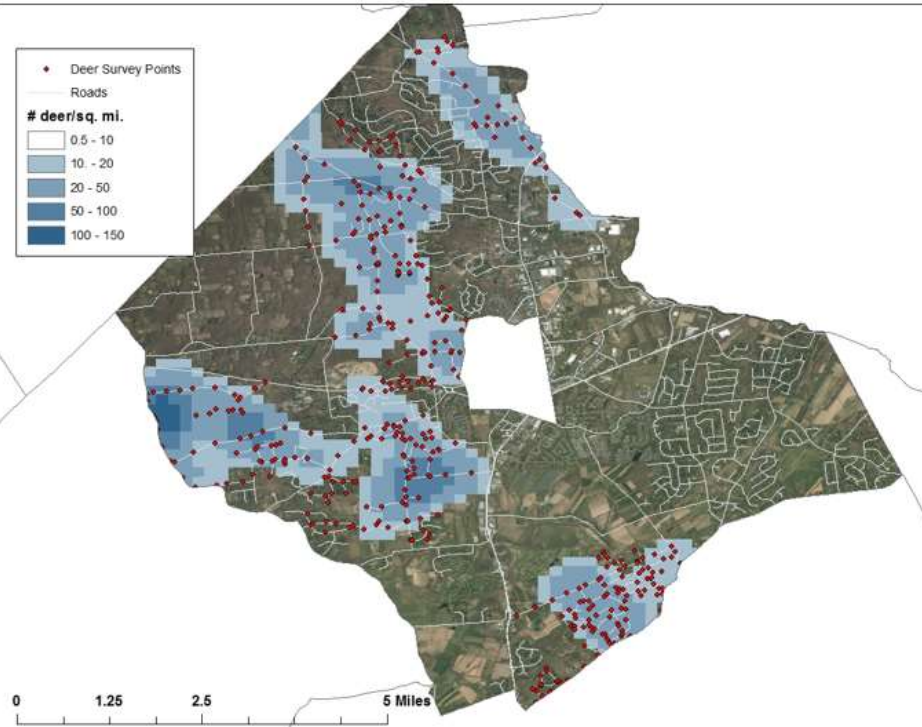 Deer Survey Points
Roads
# deer/sq. mi.
0.5 - 10
10. - 20
20 - 50
50 - 100
100 - 150
0 1.25 2.5 5 Miles